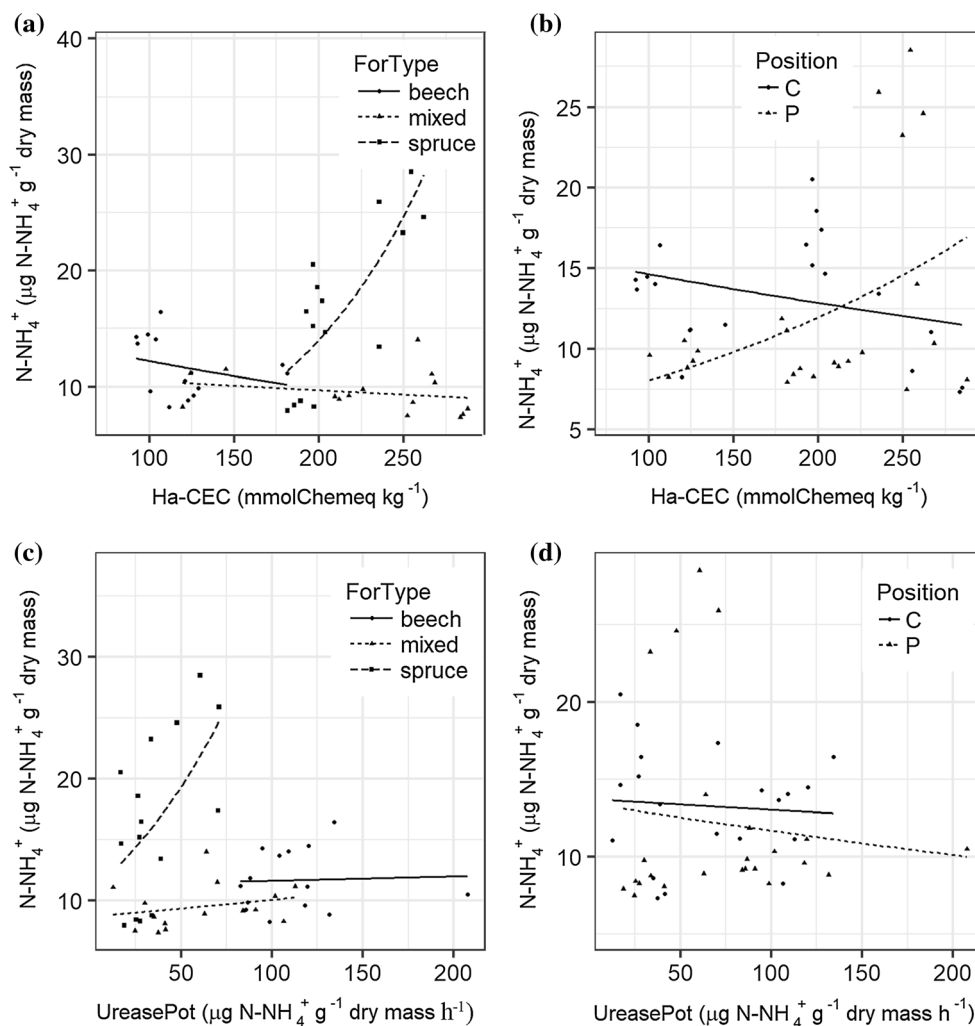 (a)
40
30
20
10
N-NH4+ (μg N-NH4+ g-1 dry mass)
ForType
beech
mixed
spruce
100
150
200
250
Ha-CEC (mmolChemeq kg-1)
(b)
25
20
15
10
5
N-NH4+ (μg N-NH4+ g-1 dry mass)
Position
C
P
100
150
200
250
Ha-CEC (mmolChemeq kg-1)
(c)
30
20
10
N-NH4+ (μg N-NH4+ g-1 dry mass)
ForType
beech
mixed
spruce
50
100
150
200
UreasePot (μg N-NH4+ g-1 dry mass h-1)
(d)
20
10
N-NH4+ (μg N-NH4+ g-1 dry mass)
Position
C
P
50
100
150
200
UreasePot (μg N-NH4+ g-1 dry mass h-1)